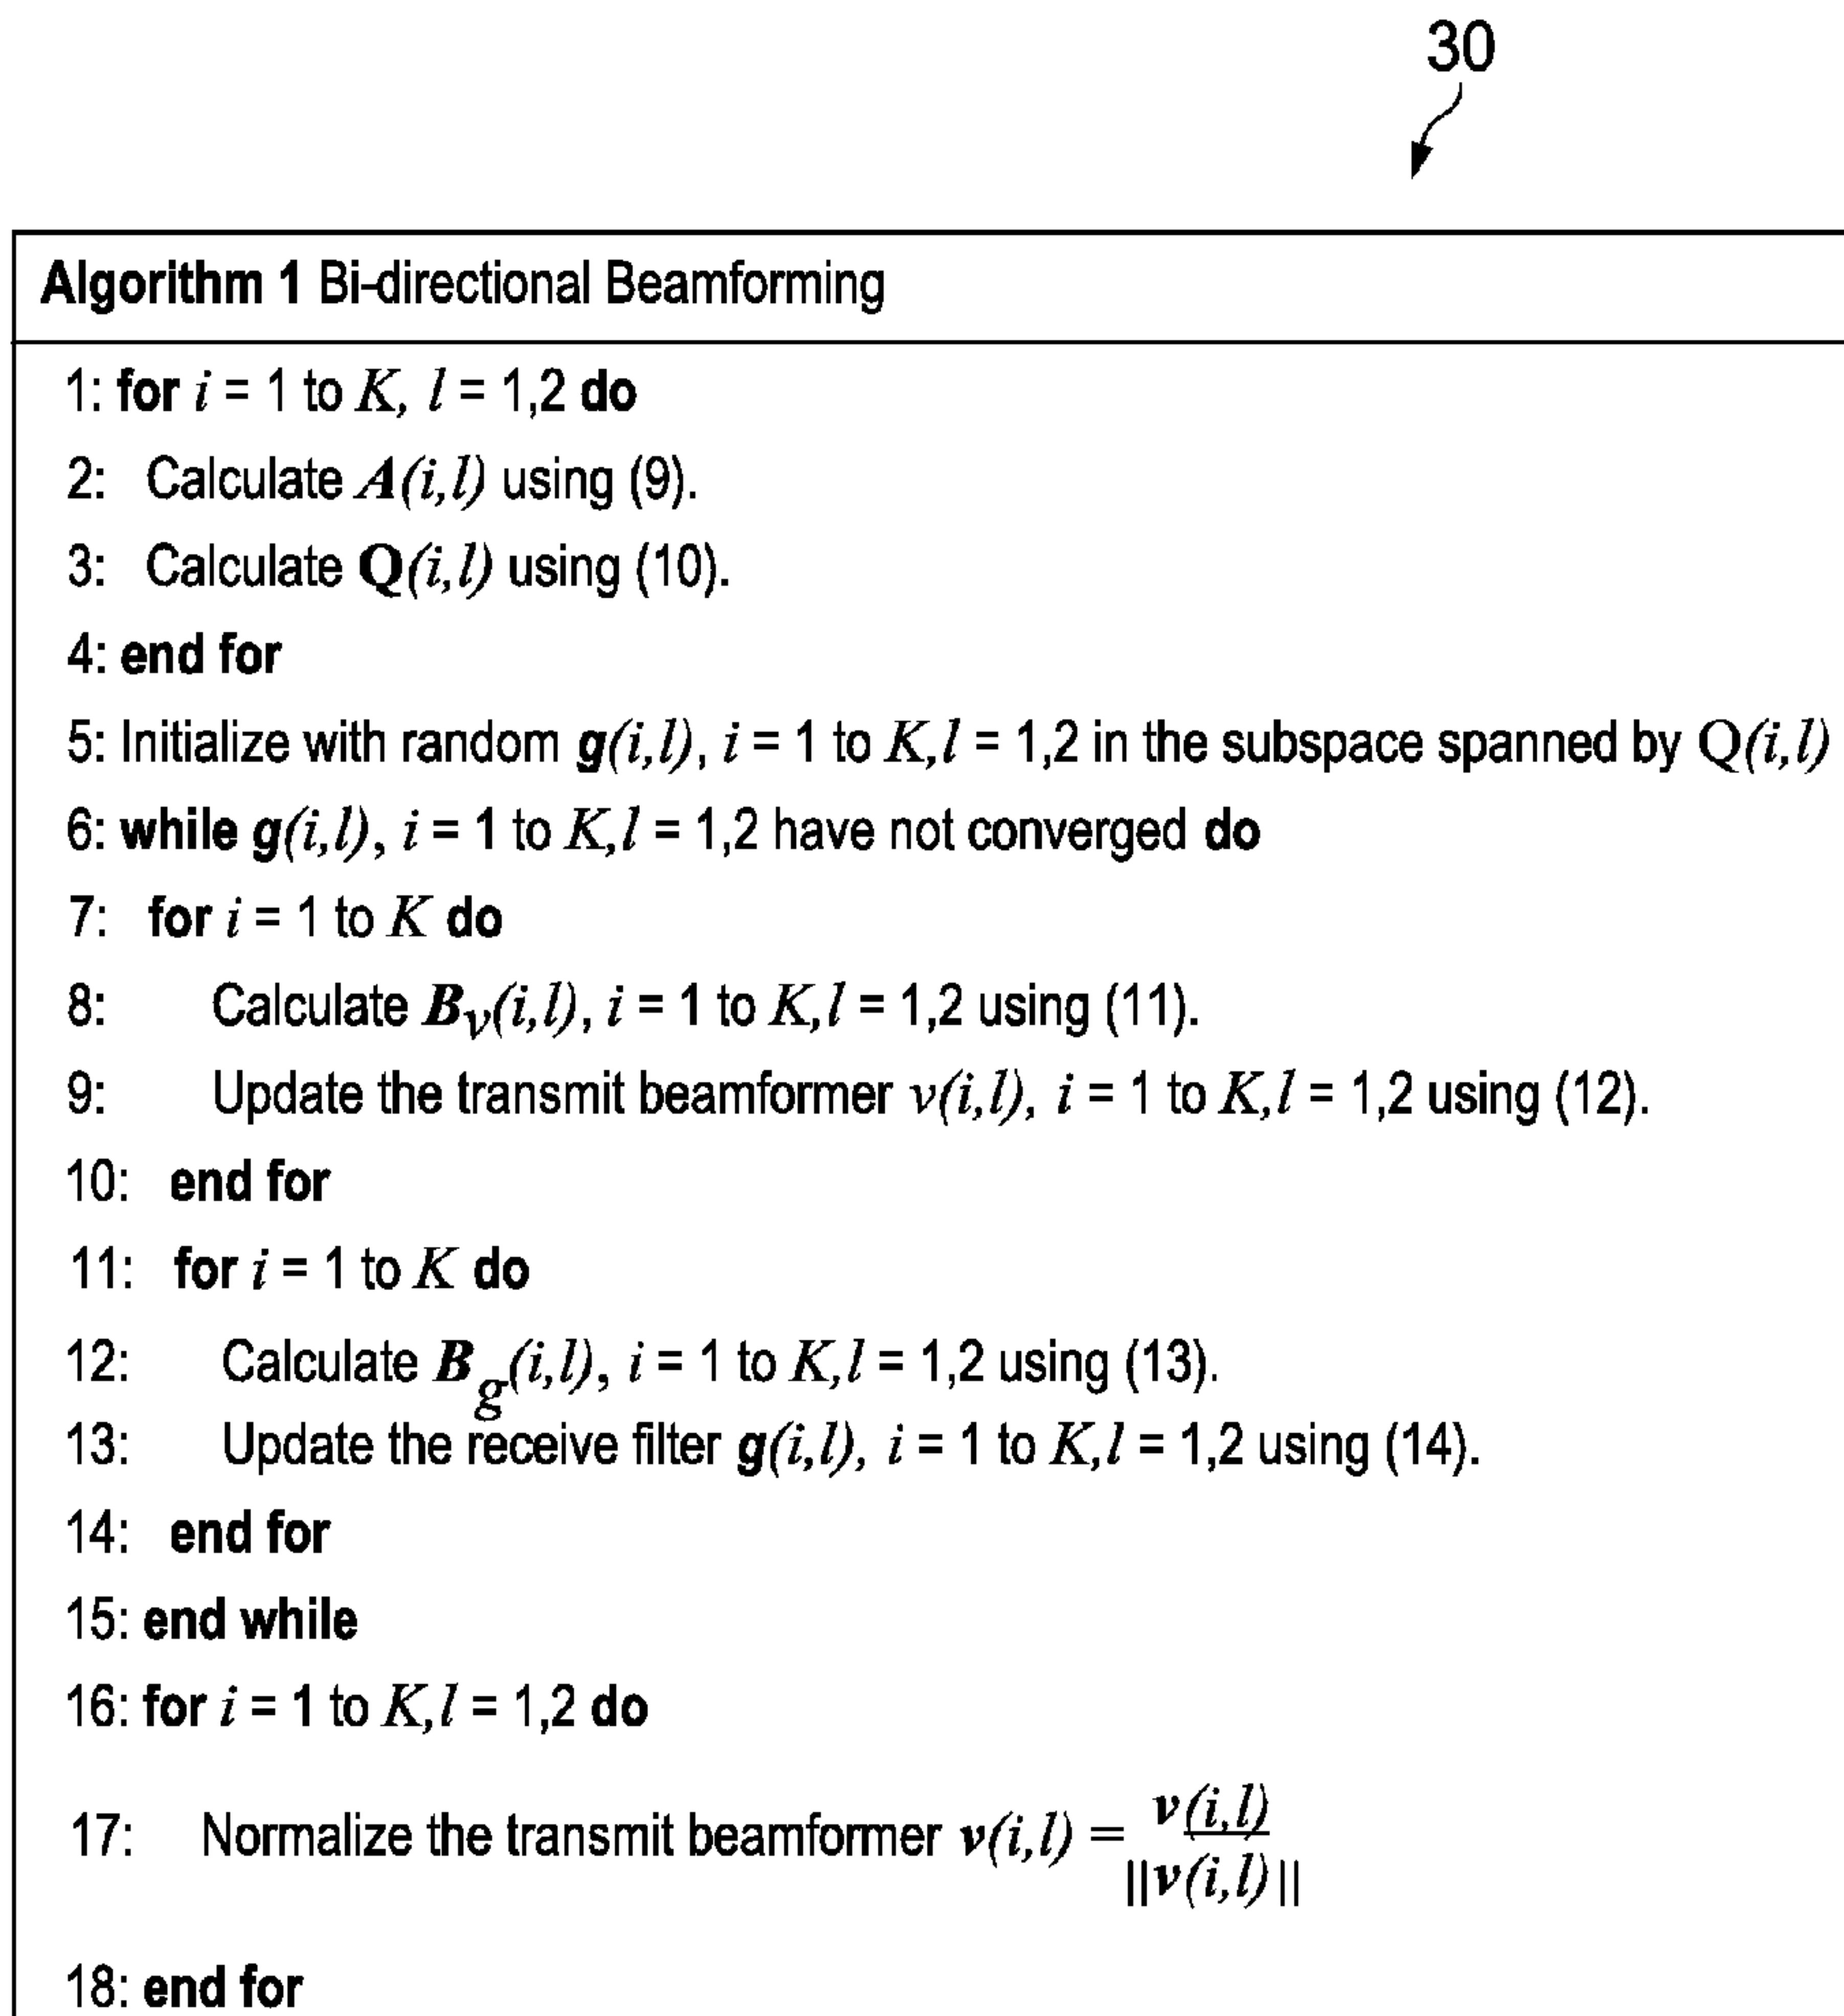 30
Algorithm 1 Bi-directional Beamforming
1: for i = 1 to K, l = 1,2 do
2: Calculate A(i,l) using (9).
3: Calculate Q(i,l) using (10).
4: end for
5: Initialize with random g(i,l), i = 1 to K,l = 1,2 in the subspace spanned by Q(i,l)
6: while g(i,l), i = 1 to K,l = 1,2 have not converged do
7: for i = 1 to K do
8: Calculate B_v(i,l), i = 1 to K,l = 1,2 using (11).
9: Update the transmit beamformer v(i,l), i = 1 to K,l = 1,2 using (12).
10: end for
11: for i = 1 to K do
12: Calculate B_g(i,l), i = 1 to K,l = 1,2 using (13).
13: Update the receive filter g(i,l), i = 1 to K,l = 1,2 using (14).
14: end for
15: end while
16: for i = 1 to K,l = 1,2 do
17: Normalize the transmit beamformer v(i,l) = v(i,l) / ||v(i,l)||
18: end for